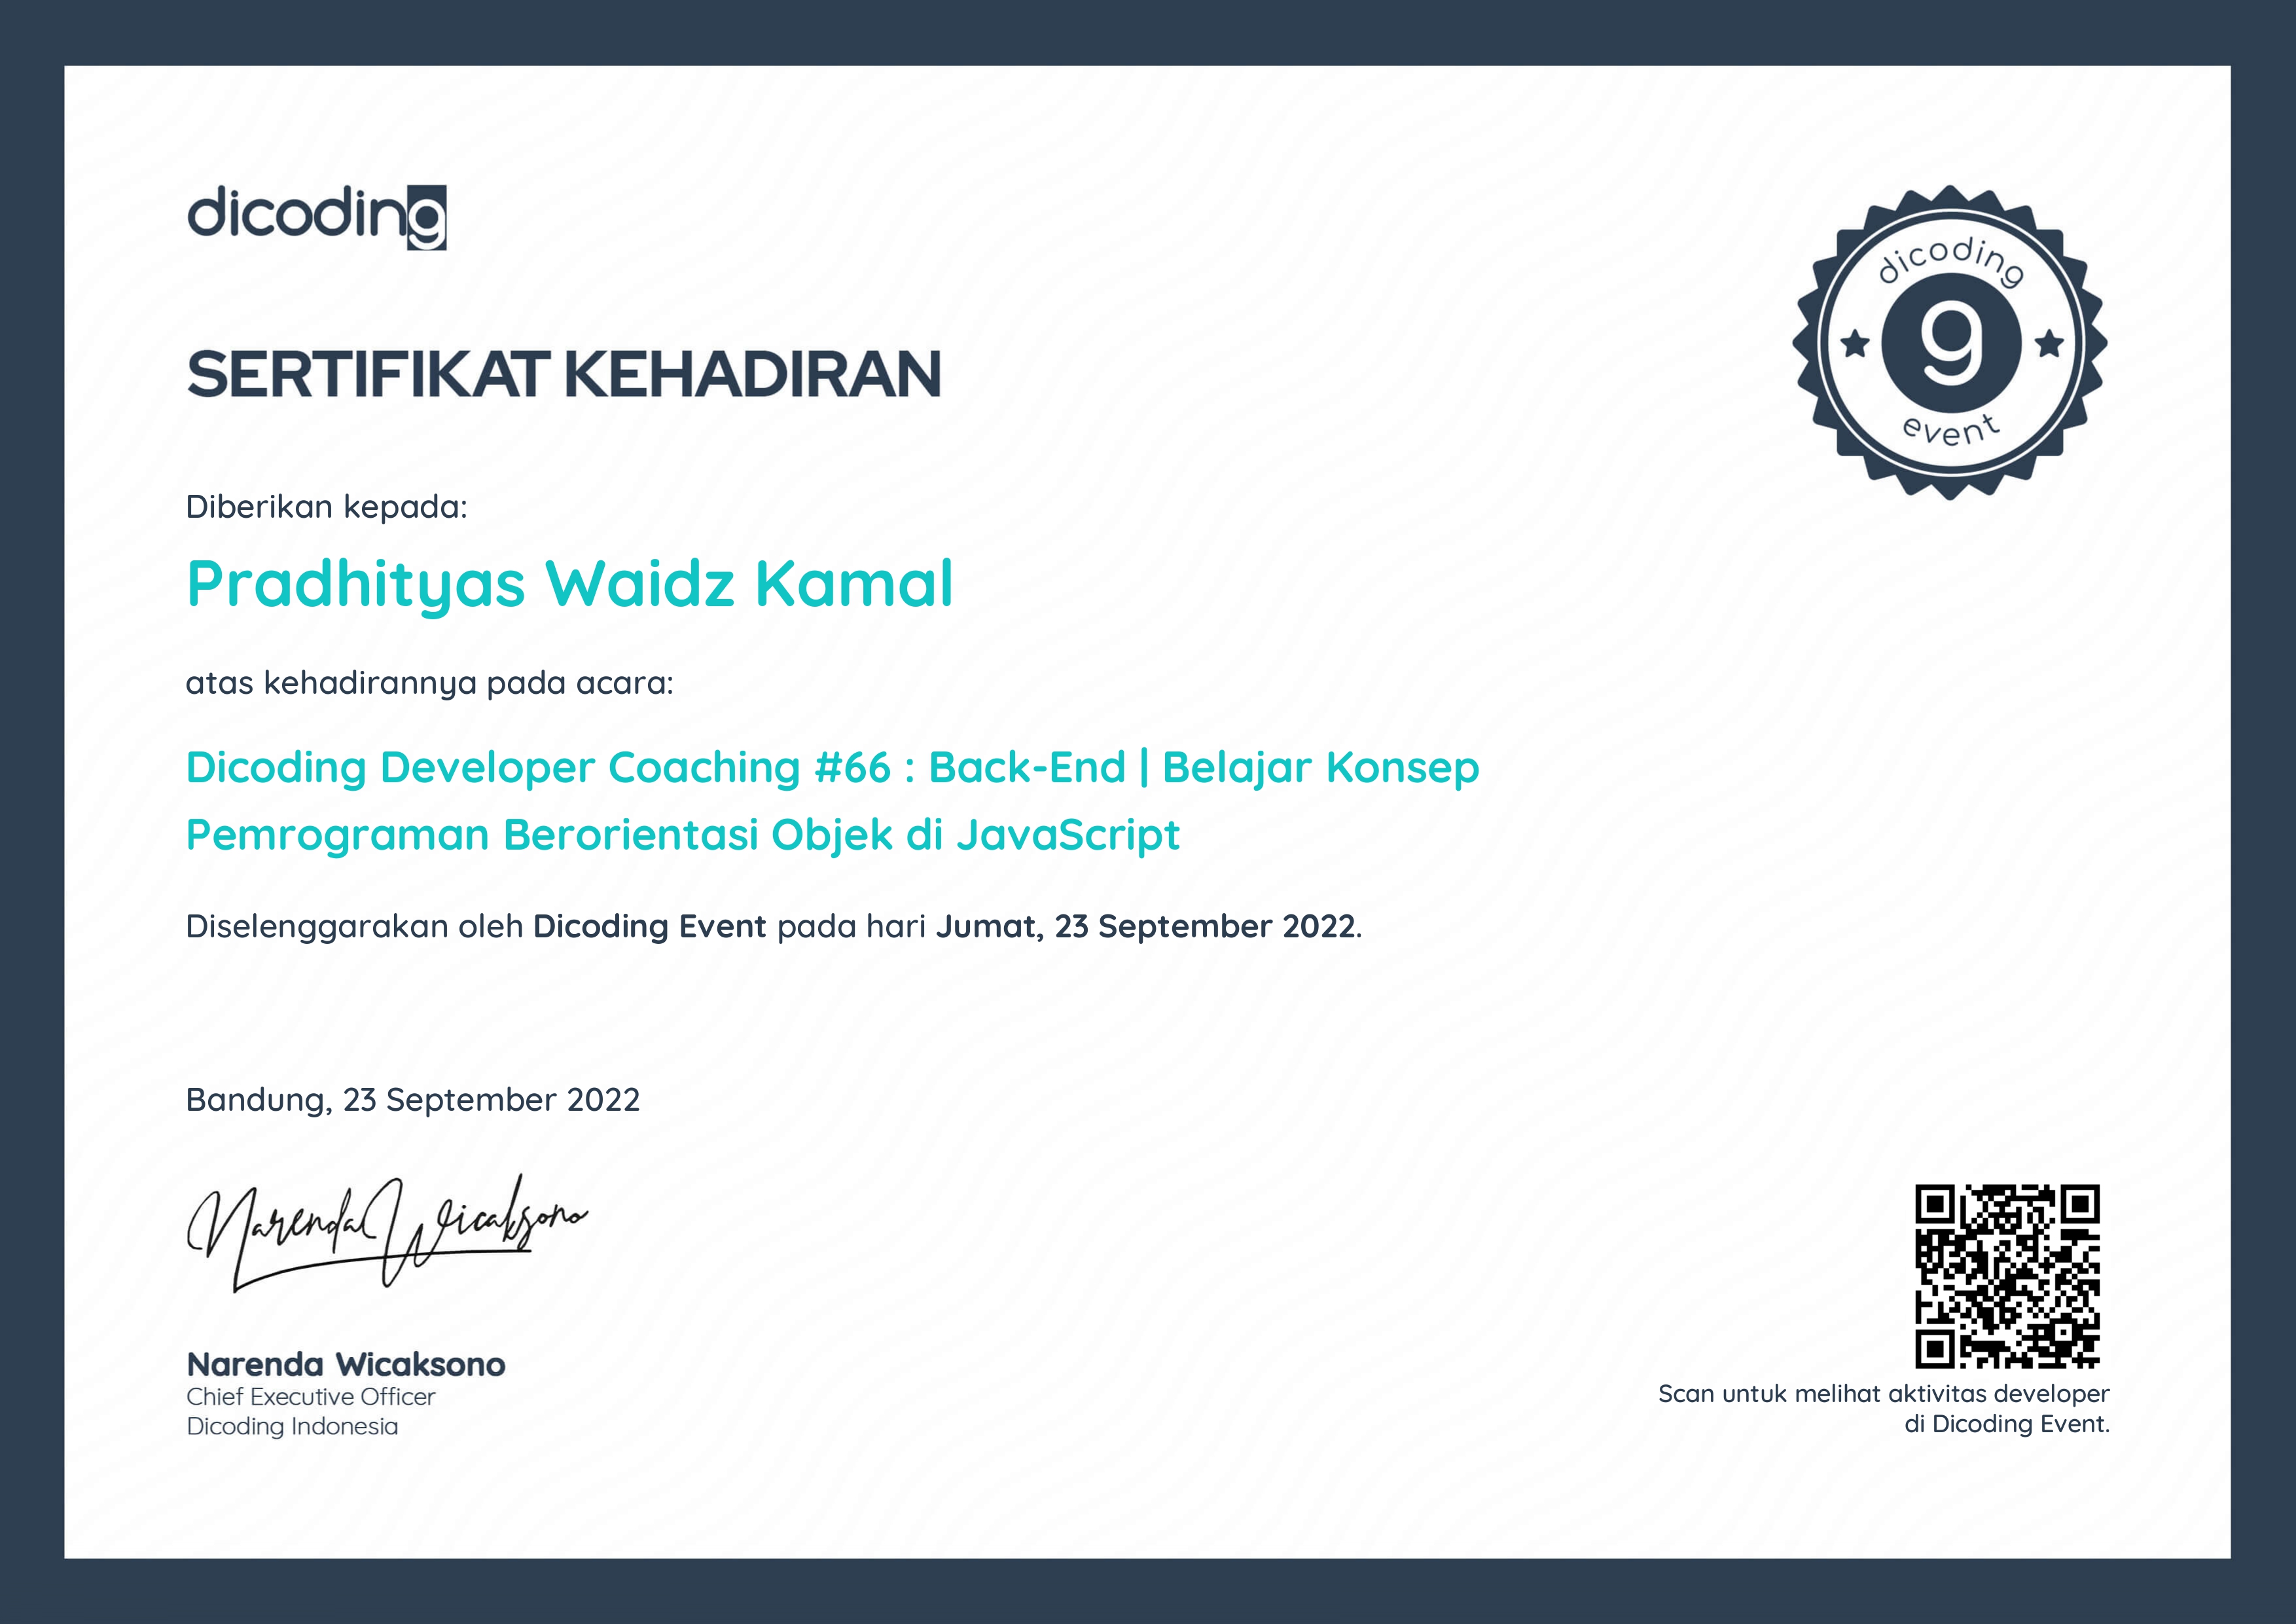 dicoding
SERTIFIKAT KEHADIRAN
dicoding
g
event
Diberikan kepada:
Pradhityas Waidz Kamal
atas kehadirannya pada acara:
Dicoding Developer Coaching #66 : Back-End | Belajar Konsep
Pemrograman Berorientasi Objek di JavaScript
Diselenggarakan oleh Dicoding Event pada hari Jumat, 23 September 2022.
Bandung, 23 September 2022
Narenda Wicaksono
Narenda Wicaksono
Chief Executive Officer
Dicoding Indonesia
Scan untuk melihat aktivitas developer
di Dicoding Event.